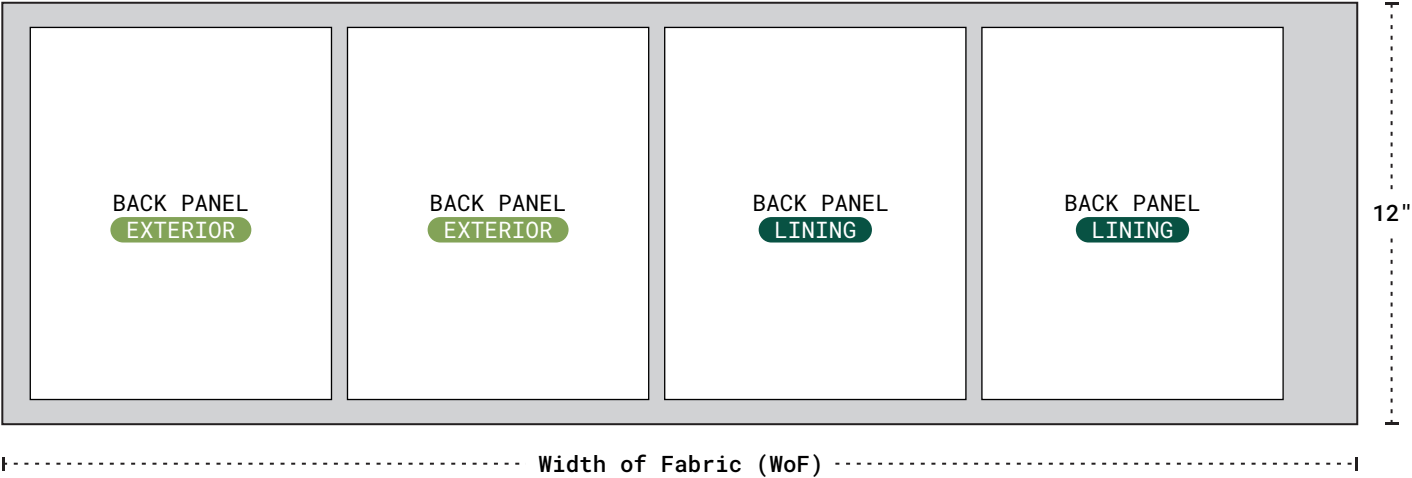 BACK PANEL
EXTERIOR
BACK PANEL
EXTERIOR
BACK PANEL
LINING
BACK PANEL
LINING
12"
Width of Fabric (WoF)